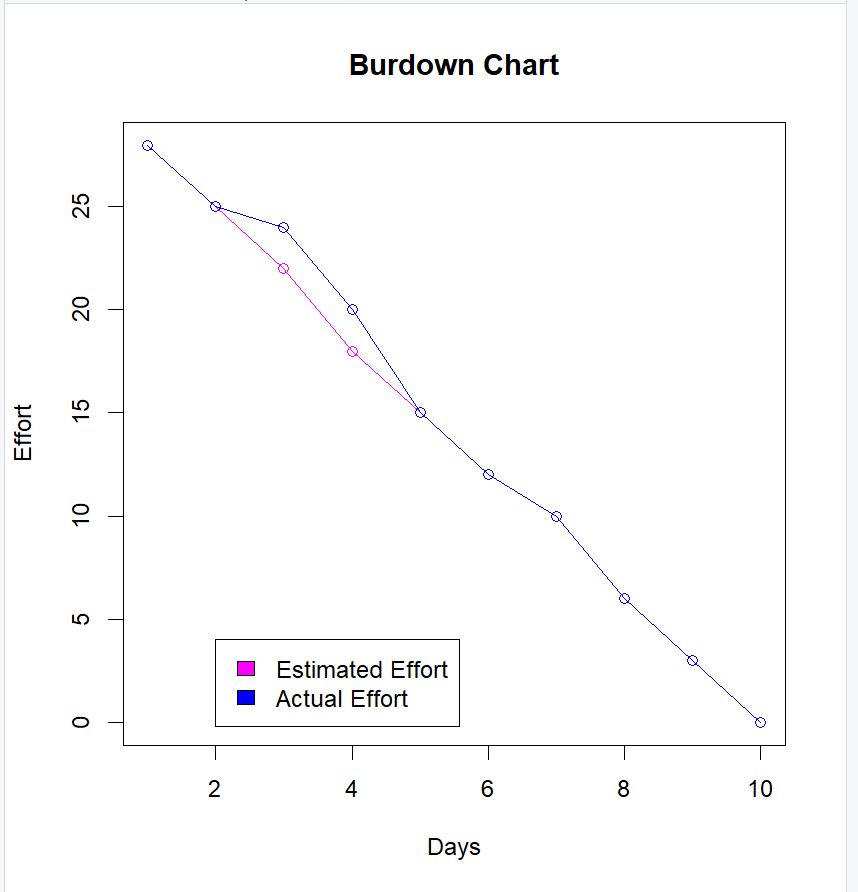 Burdown Chart
Effort
25
20
15
10
5
0
Estimated Effort
Actual Effort
2 4 6 8 10
Days